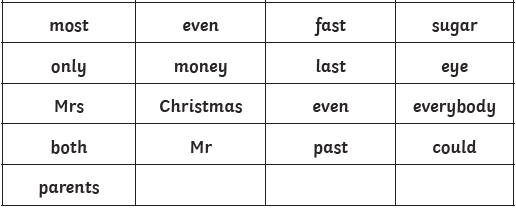 most even fast sugar
only money last eye
Mrs Christmas even everybody
both Mr past could
parents